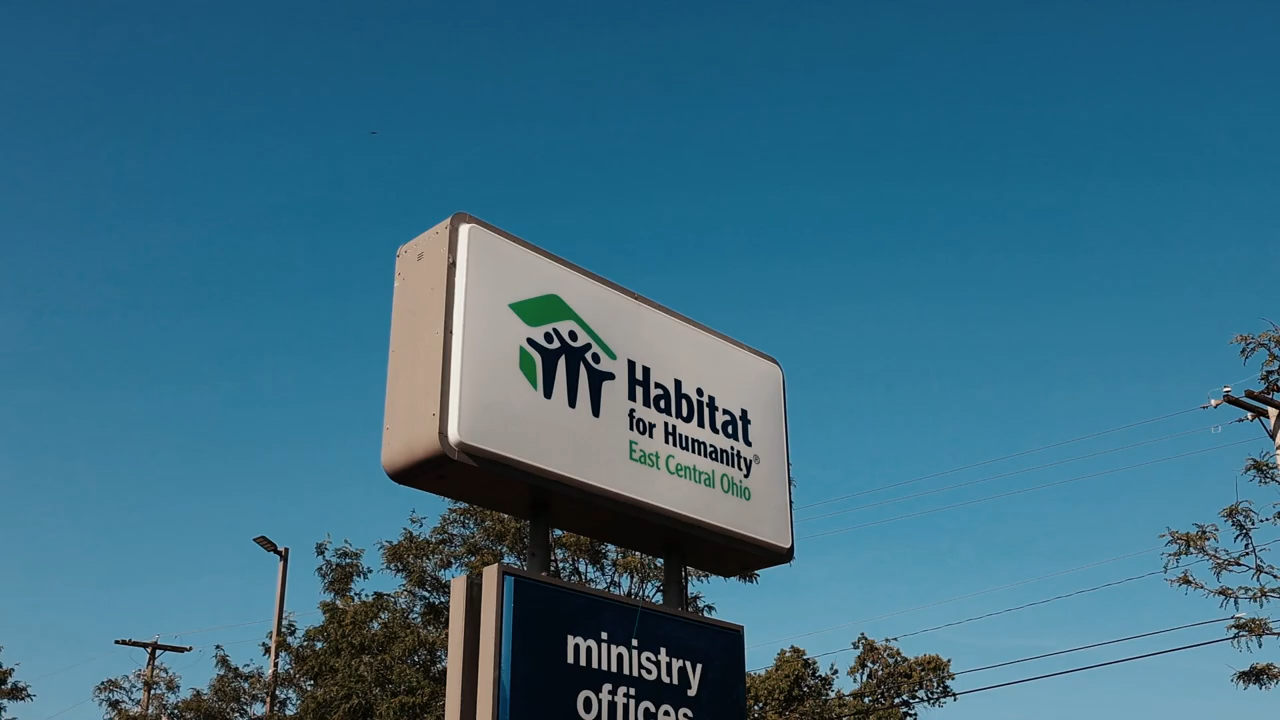 Habitat
for Humanity®
East Central Ohio
ministry
offices